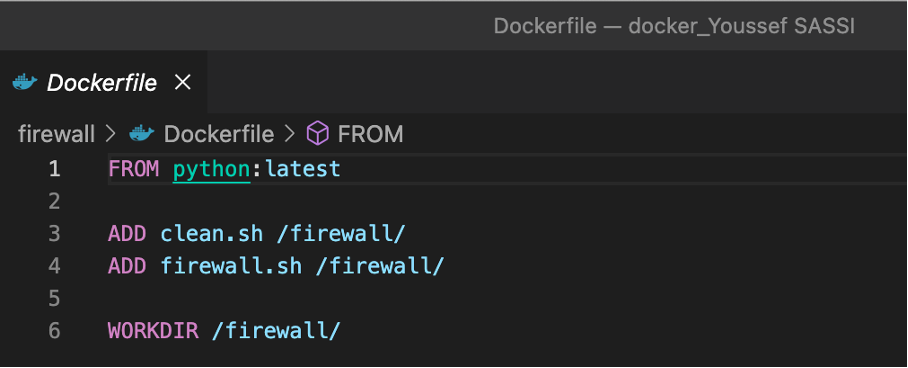 Dockerfile — docker_Youssef SASSI
Dockerfile
firewall > Dockerfile > FROM
1 FROM python:latest
2
3 ADD clean.sh /firewall/
4 ADD firewall.sh /firewall/
5
6 WORKDIR /firewall/